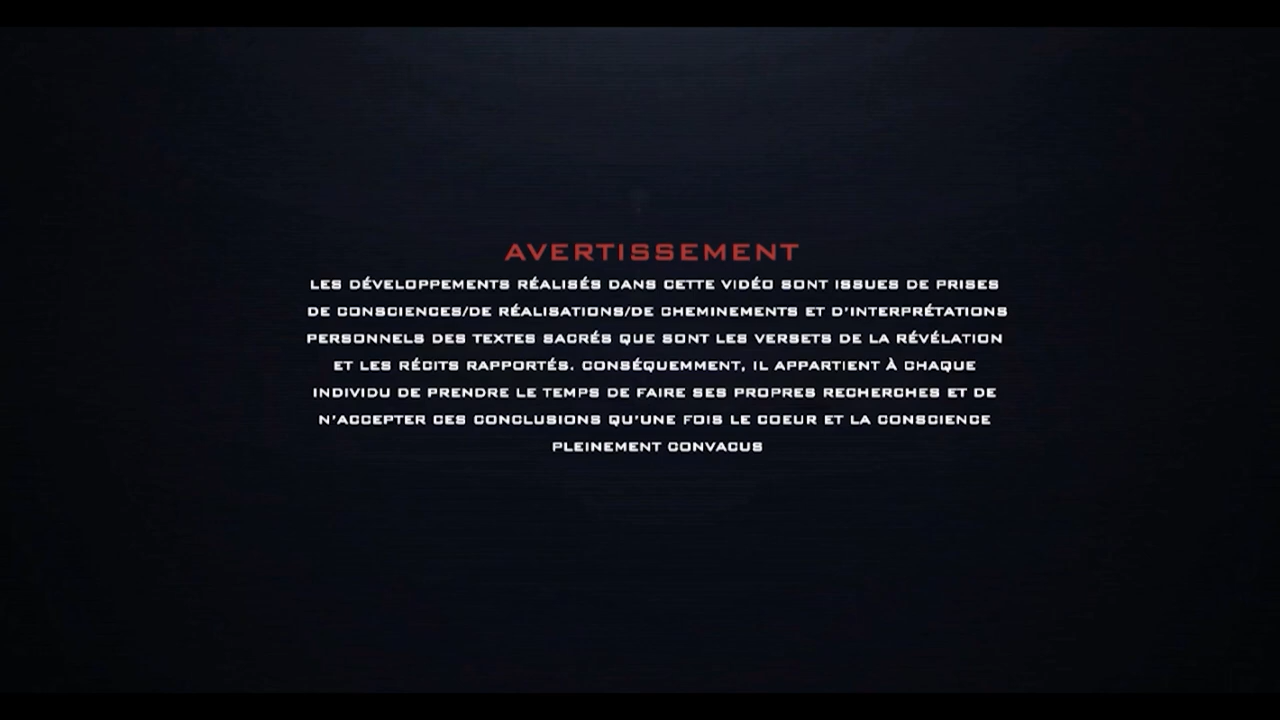 AVERTISSEMENT
LES DÉVELOPPEMENTS RÉALISÉS DANS CETTE VIDÉO SONT ISSUES DE PRISES
DE CONSCIENCES/DE RÉALISATIONS/DE CHEMINEMENTS ET D'INTERPRÉTATIONS
PERSONNELS DES TEXTES SACRÉS QUE SONT LES VERSETS DE LA RÉVÉLATION
ET LES RÉCITS RAPPORTÉS. CONSÉQUEMMENT, IL APPARTIENT À CHAQUE
INDIVIDU DE PRENDRE LE TEMPS DE FAIRE SES PROPRES RECHERCHES ET DE
N'ACCEPTER CES CONCLUSIONS QU'UNE FOIS LE COEUR ET LA CONSCIENCE
PLEINEMENT CONVACUS